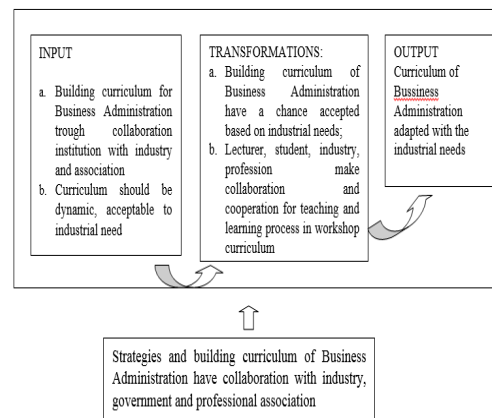 INPUT
a. Building curriculum for
Business Administration
trough collaboration
institution with industry
and association
b. Curriculum should be
dynamic, acceptable to
industrial need
TRANSFORMATIONS:
a. Building curriculum of
Business Administration
have a chance accepted
based on industrial needs;
b. Lecturer, student, industry,
profession make
collaboration and
cooperation for teaching and
learning process in workshop
curriculum
OUTPUT
Curriculum of
Bussiness
Administration
adapted with the
industrial needs
Strategies and building curriculum of Business
Administration have collaboration with industry,
government and professional association